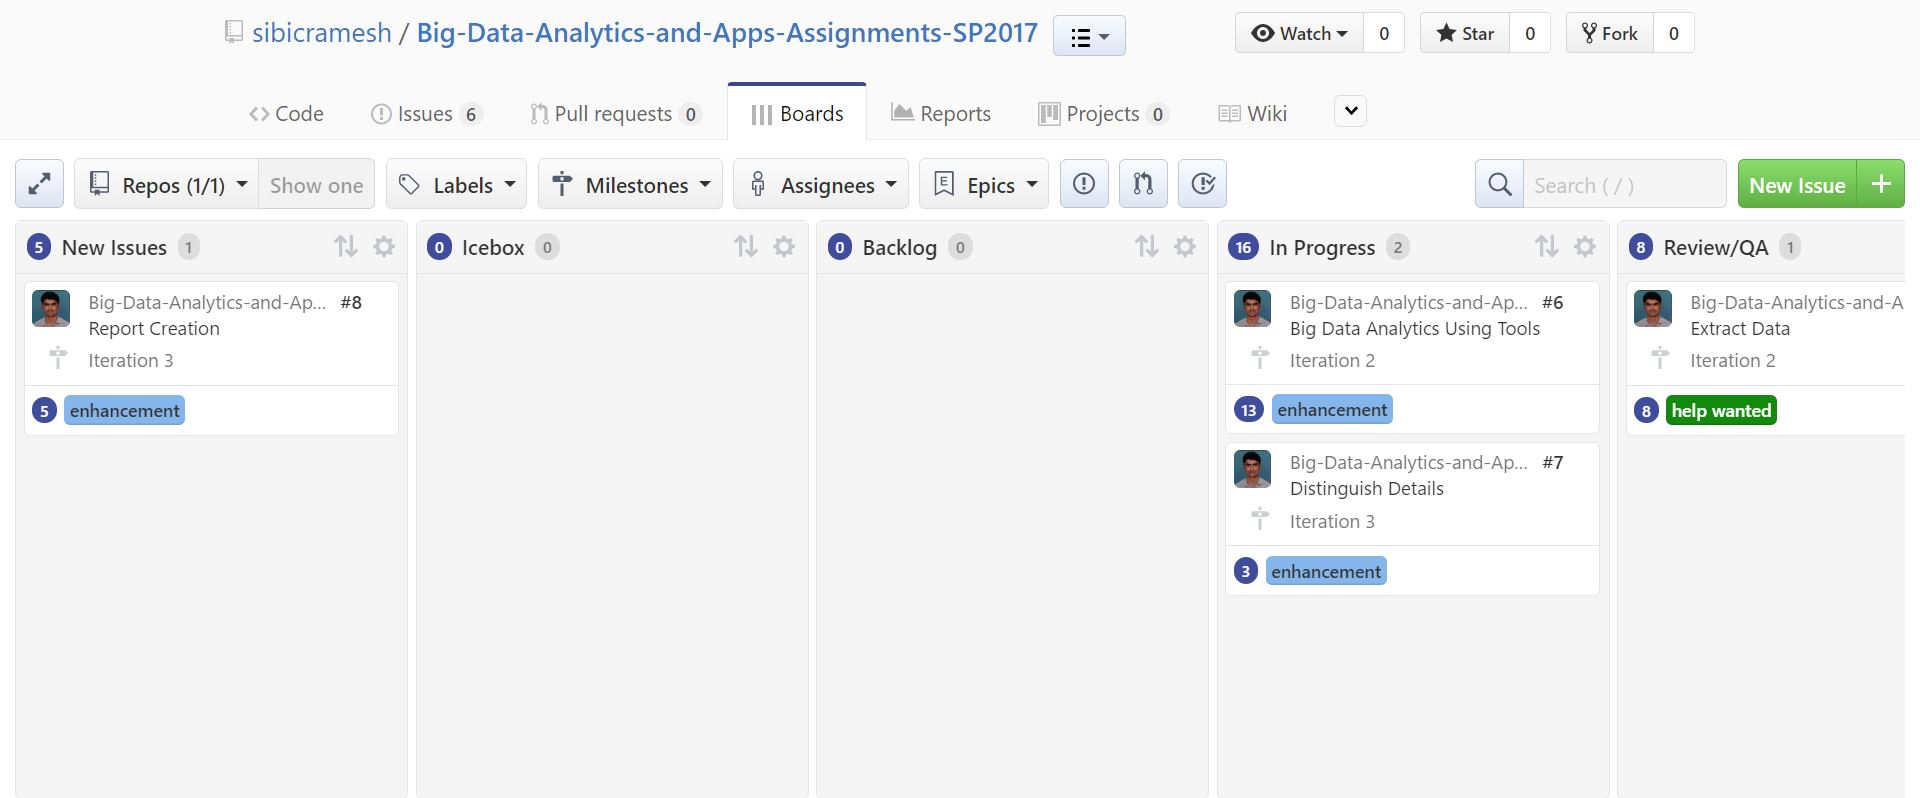 sibicramesh / Big-Data-Analytics-and-Apps-Assignments-SP2017
Watch 0 Star 0 Fork 0
Code Issues 6 Pull requests 0 Boards Reports Projects 0 Wiki
Repos (1/1) Show one Labels Milestones Assignees E Epics Search ( / ) New Issue +
5 New Issues 1
Big-Data-Analytics-and-Ap... #8
Report Creation
Iteration 3
5 enhancement
0 Icebox 0
0 Backlog 0
16 In Progress 2
Big-Data-Analytics-and-Ap... #6
Big Data Analytics Using Tools
Iteration 2
13 enhancement
Big-Data-Analytics-and-Ap... #7
Distinguish Details
Iteration 3
3 enhancement
8 Review/QA 1
Big-Data-Analytics-and-A
Extract Data
Iteration 2
8 help wanted